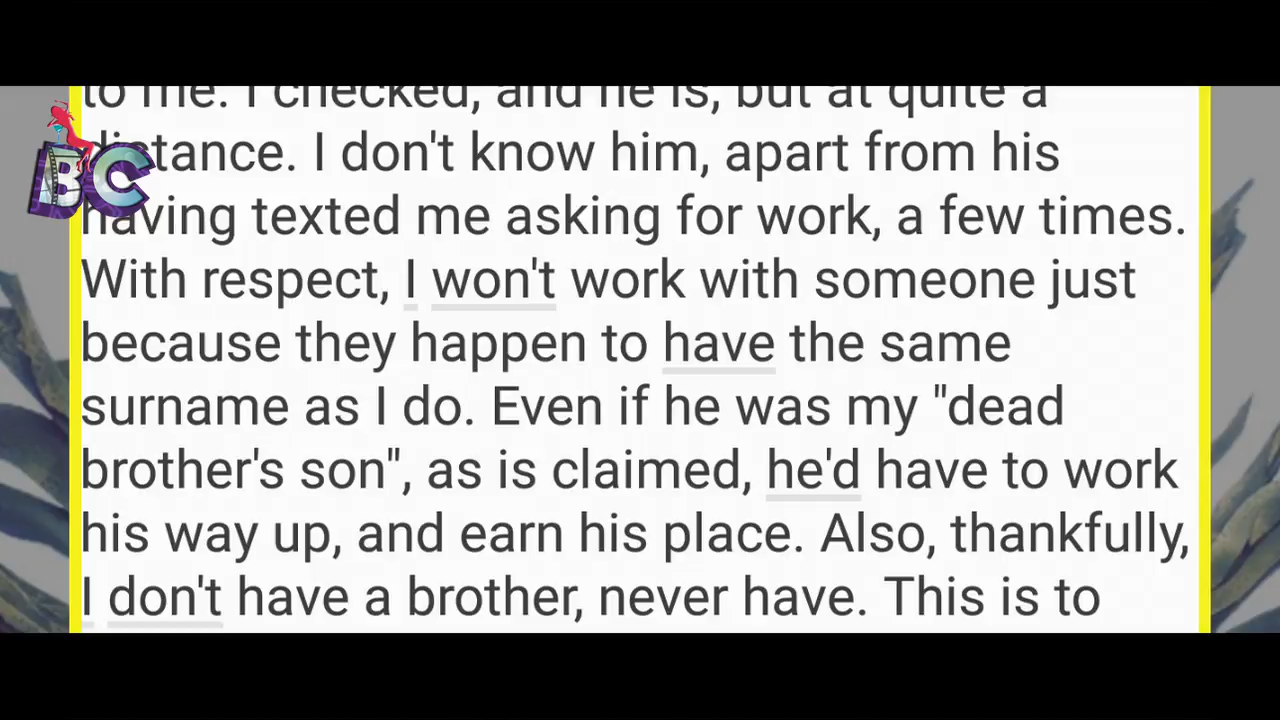 to me. I checked, and he is, but at quite a
distance. I don't know him, apart from his
having texted me asking for work, a few times.
With respect, I won't work with someone just
because they happen to have the same
surname as I do. Even if he was my "dead
brother's son", as is claimed, he'd have to work
his way up, and earn his place. Also, thankfully,
I don't have a brother, never have. This is to
BC